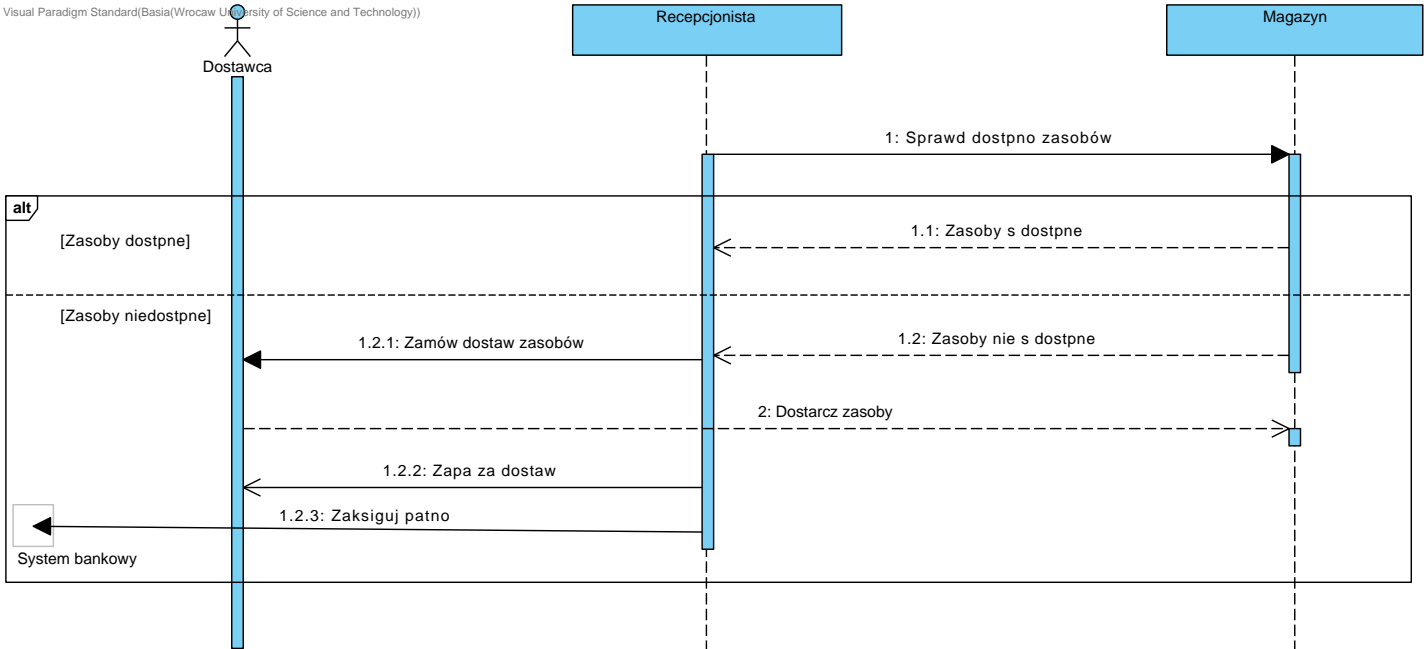 Visual Paradigm Standard(Basia(Wrocaw University of Science and Technology))
Dostawca
Recepcjonista
Magazyn
1: Sprawd dostpno zasobów
alt
[Zasoby dostpne]
1.1: Zasoby s dostpne
[Zasoby niedostpne]
1.2: Zasoby nie s dostpne
1.2.1: Zamów dostaw zasobów
2: Dostarcz zasoby
1.2.2: Zapa za dostaw
1.2.3: Zaksiguj patno
System bankowy